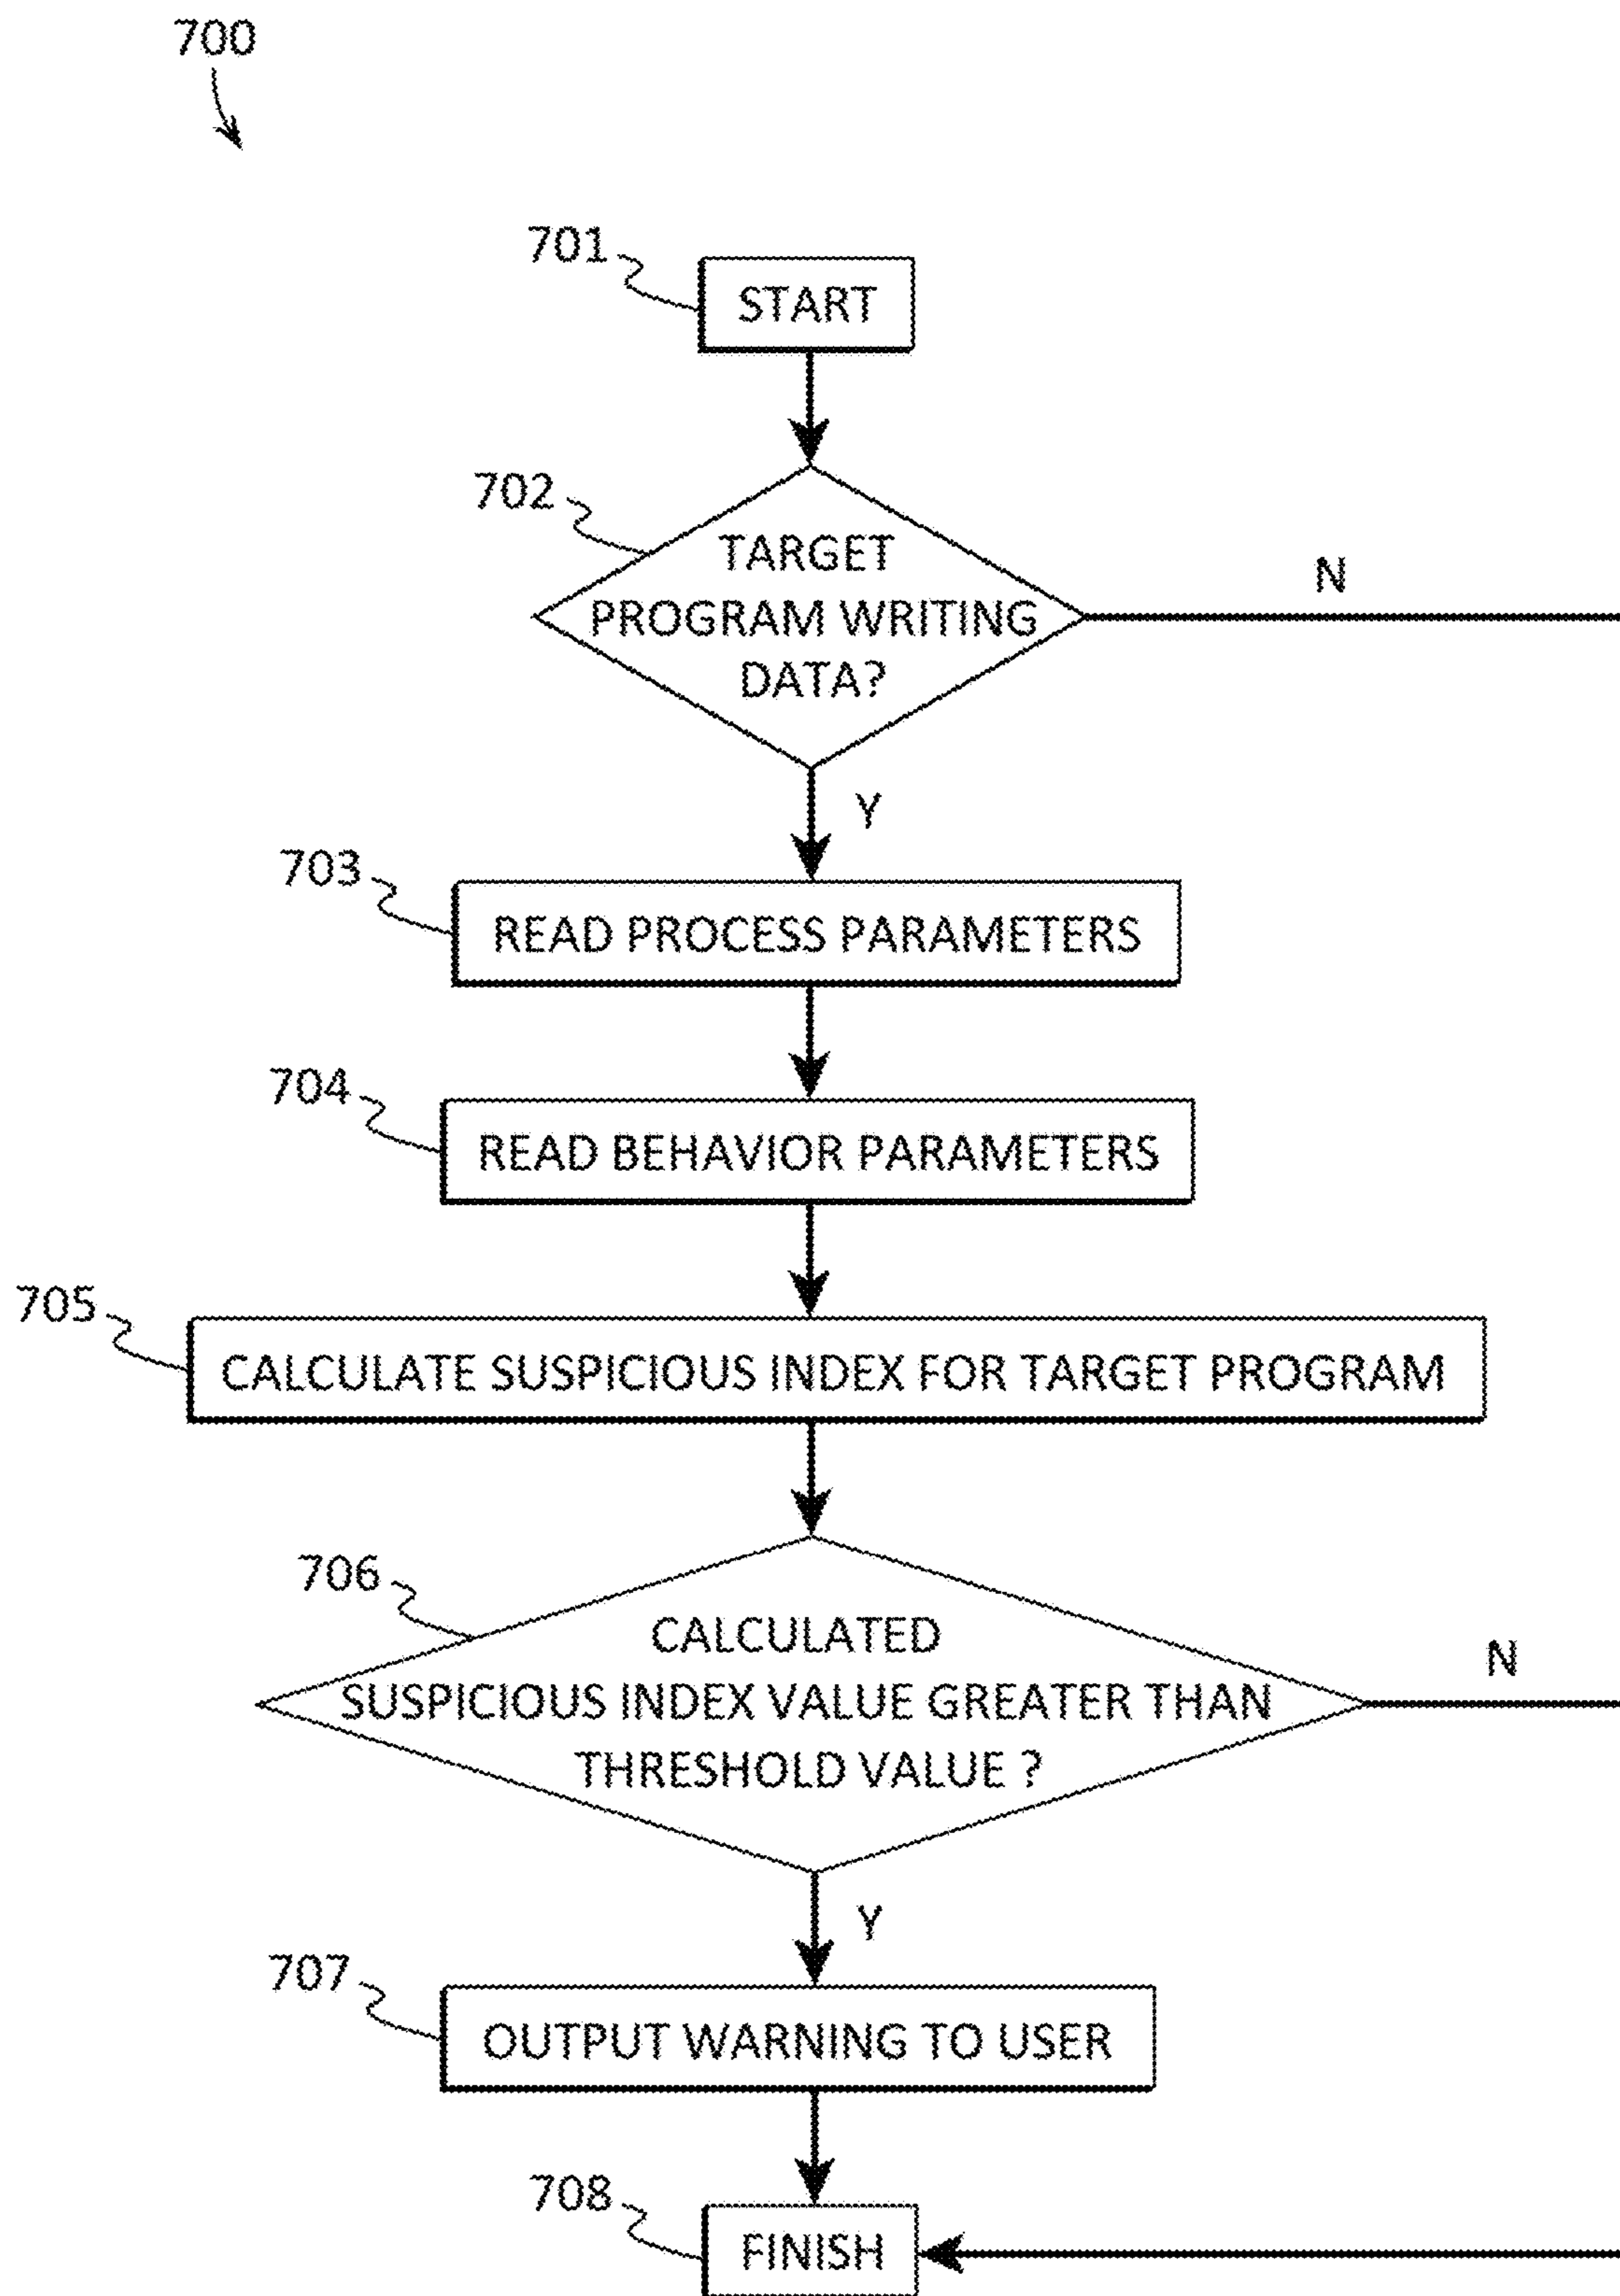 700
701
START
702
TARGET
PROGRAM WRITING
DATA?
N
Y
703
READ PROCESS PARAMETERS
704
READ BEHAVIOR PARAMETERS
705
CALCULATE SUSPICIOUS INDEX FOR TARGET PROGRAM
706
CALCULATED
SUSPICIOUS INDEX VALUE GREATER THAN
THRESHOLD VALUE ?
N
Y
707
OUTPUT WARNING TO USER
708
FINISH